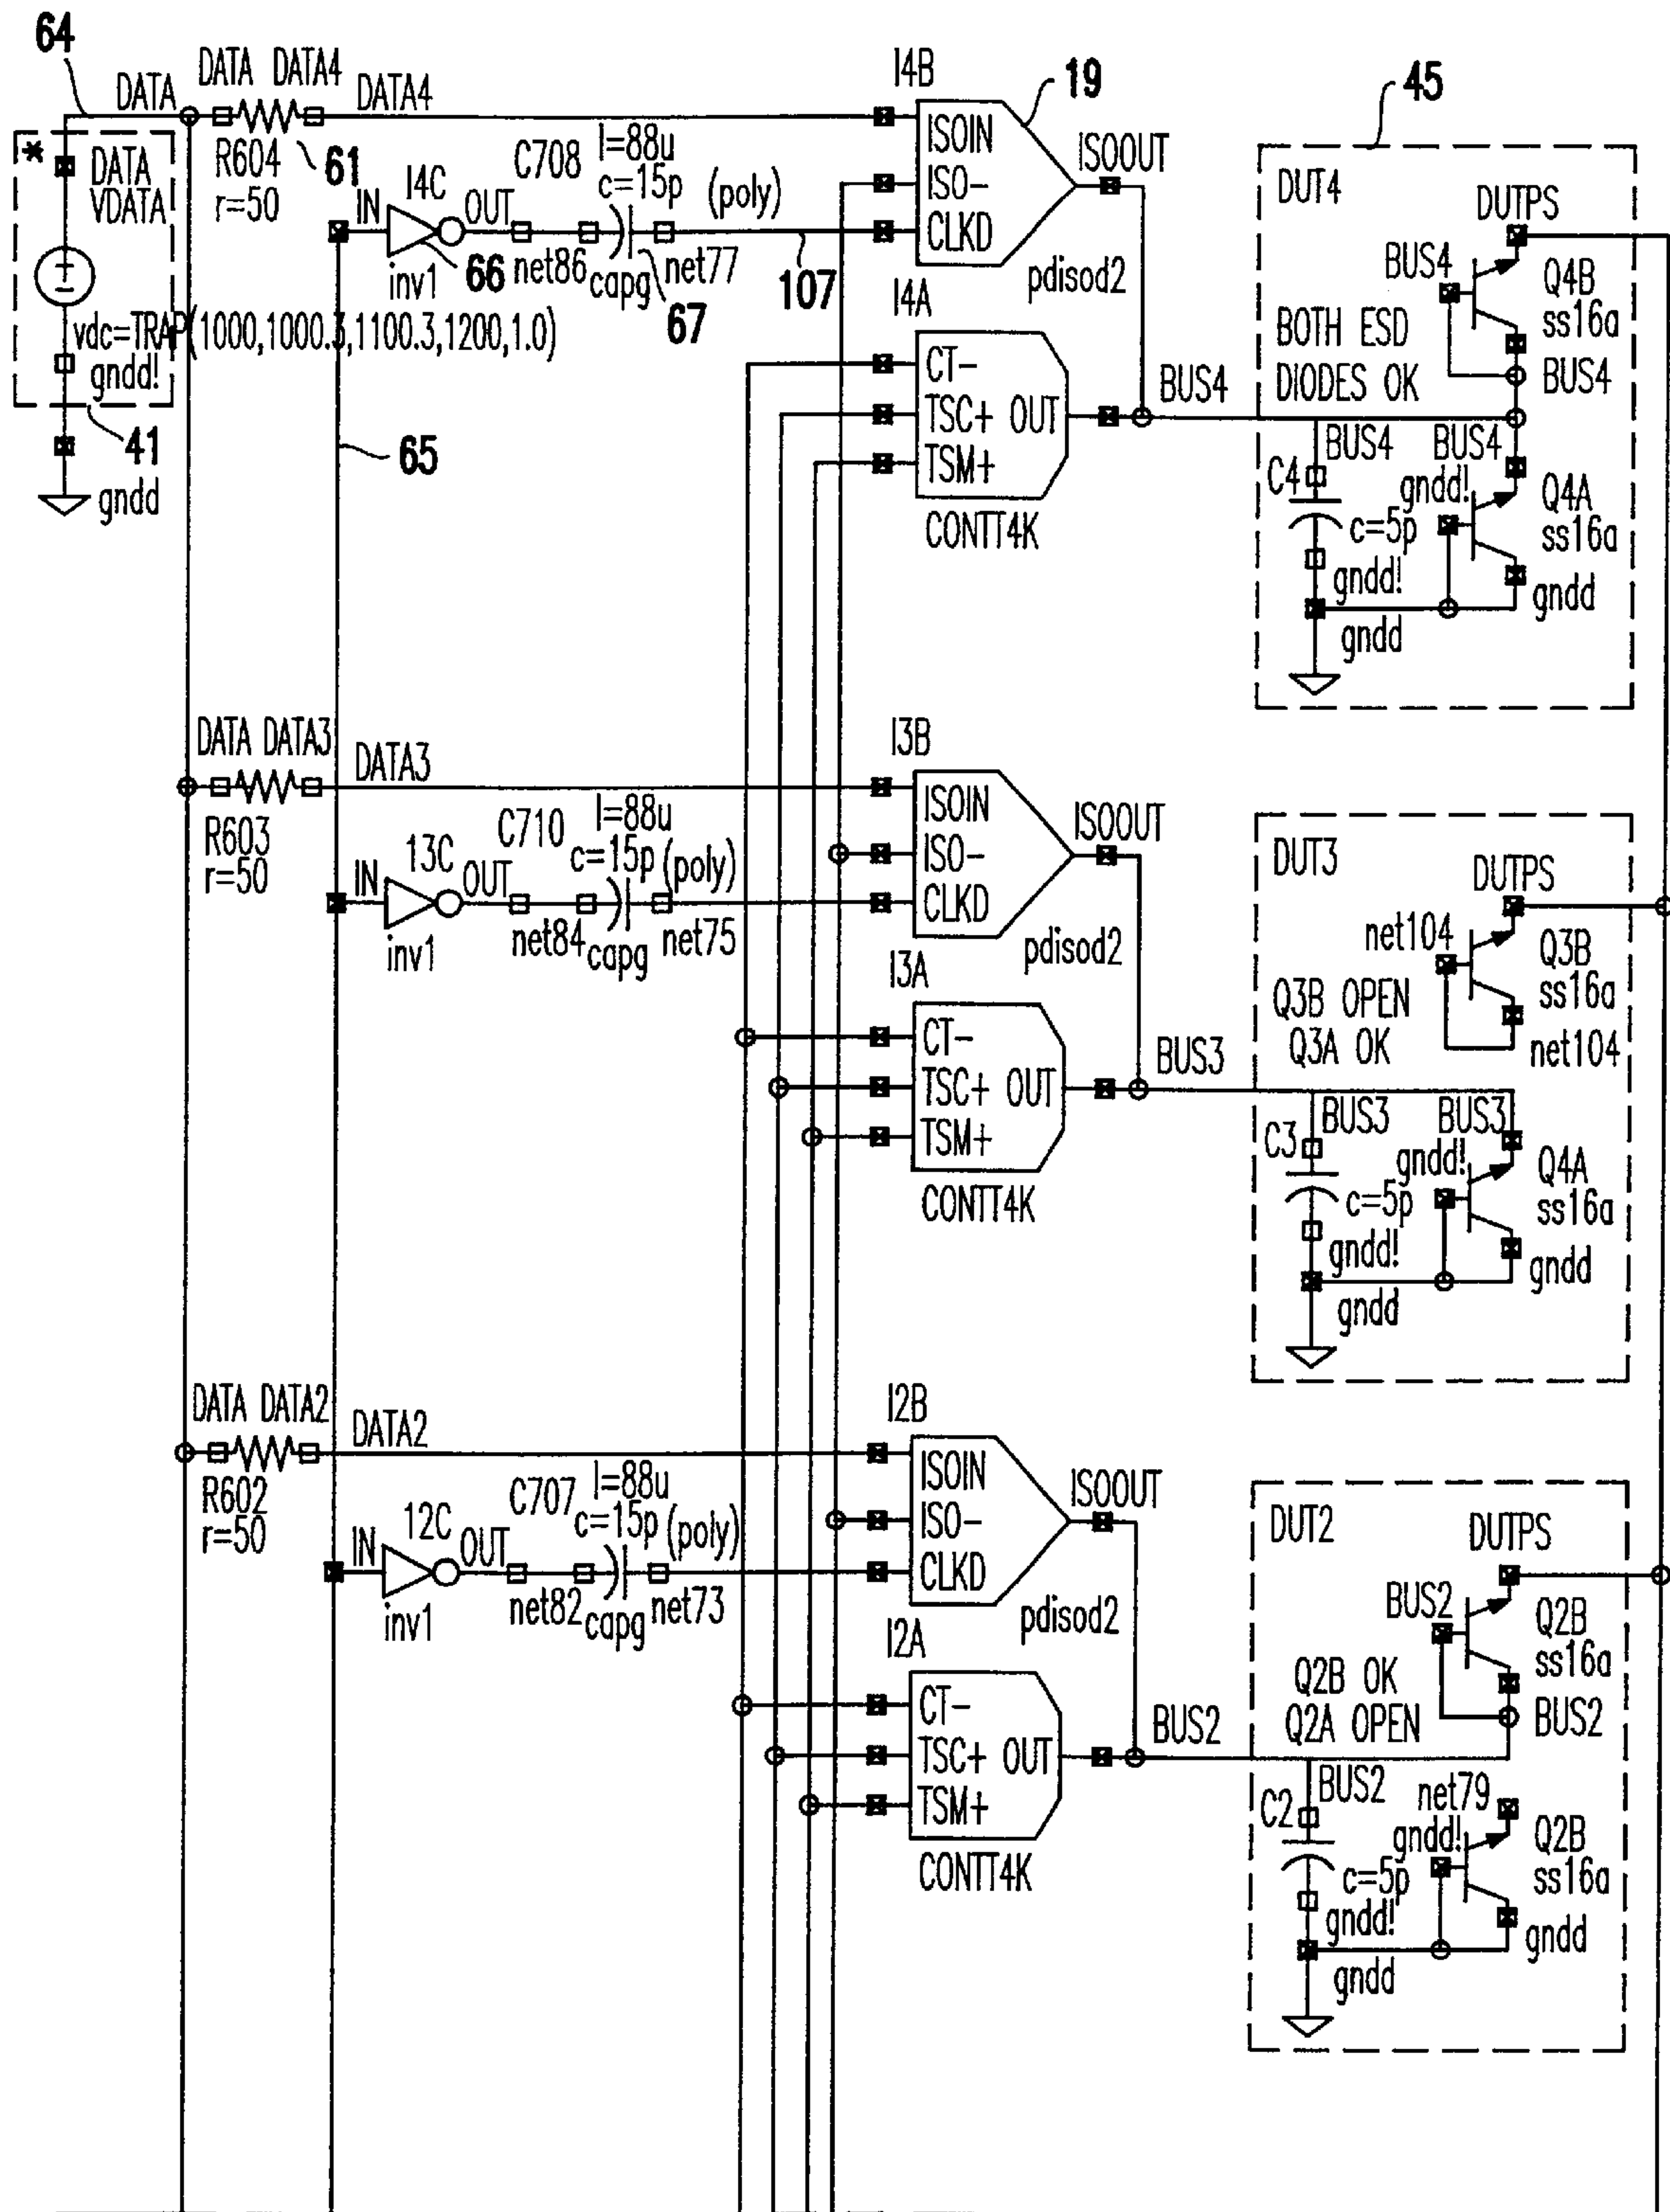 64
DATA
DATA DATA4
DATA4
R604
r=50
61
*
DATA
VDATA
vdc=TRAP(1000,1000.3,1100.3,1200,1.0)
gndd!
41
gndd
65
IN
I4C
OUT
inv1
66
net86
C708
l=88u
c=15p
(poly)
capg
67
net77
107
I4B
19
ISOIN
ISO-
CLKD
ISOOUT
pdisod2
I4A
CT-
TSC+ OUT
TSM+
CONTT4K
BUS4
45
DUT4
DUTPS
BUS4
Q4B
ss16a
BOTH ESD
DIODES OK
BUS4
BUS4
BUS4
C4
gndd!
Q4A
c=5p
ss16a
gndd!
gndd
gndd
DATA DATA3
DATA3
R603
r=50
IN
13C
OUT
inv1
net84
C710
l=88u
c=15p
(poly)
capg
net75
I3B
ISOIN
ISO-
CLKD
ISOOUT
pdisod2
I3A
CT-
TSC+ OUT
TSM+
CONTT4K
BUS3
DUT3
DUTPS
net104
Q3B
ss16a
Q3B OPEN
Q3A OK
net104
BUS3
BUS3
C3
gndd!
Q4A
c=5p
ss16a
gndd!
gndd
gndd
DATA DATA2
DATA2
R602
r=50
IN
12C
OUT
inv1
net82
C707
l=88u
c=15p
(poly)
capg
net73
I2B
ISOIN
ISO-
CLKD
ISOOUT
pdisod2
I2A
CT-
TSC+ OUT
TSM+
CONTT4K
BUS2
DUT2
DUTPS
BUS2
Q2B
ss16a
Q2B OK
Q2A OPEN
BUS2
BUS2
net79
C2
gndd!
Q2B
c=5p
ss16a
gndd!
gndd
gndd